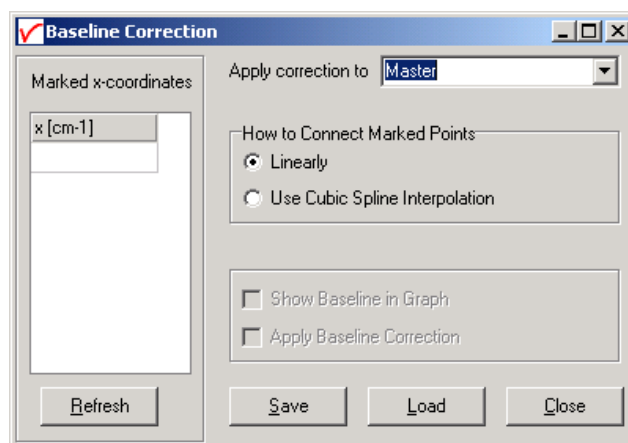 Baseline Correction
Marked x-coordinates
x [cm-1]
Refresh
Apply correction to Master
How to Connect Marked Points
Linearly
Use Cubic Spline Interpolation
Show Baseline in Graph
Apply Baseline Correction
Save Load Close